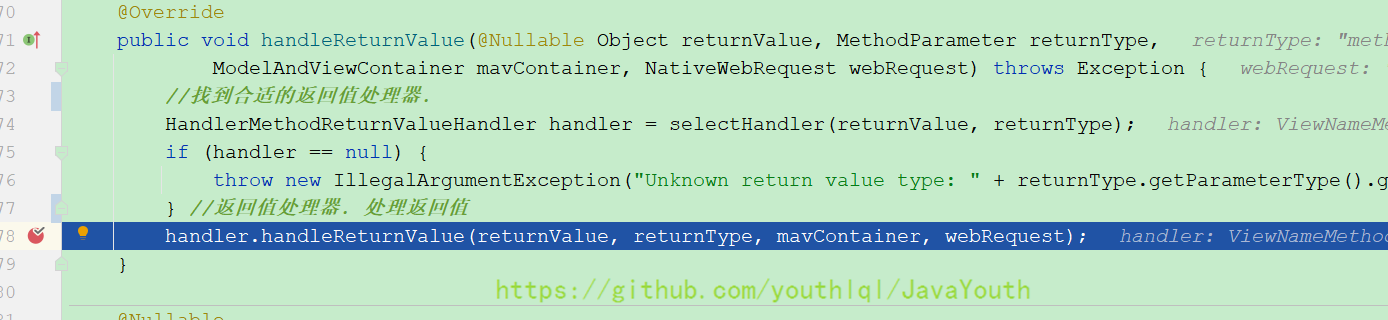 70 @Override
71 public void handleReturnValue(@Nullable Object returnValue, MethodParameter returnType, returnType: "meth
72 ModelAndViewContainer mavContainer, NativeWebRequest webRequest) throws Exception { webRequest:
73 //找到合适的返回值处理器.
74 HandlerMethodReturnValueHandler handler = selectHandler(returnValue, returnType); handler: ViewNameMe
75 if (handler == null) {
76 throw new IllegalArgumentException("Unknown return value type: " + returnType.getParameterType().g
77 } //返回值处理器. 处理返回值
78 handler.handleReturnValue(returnValue, returnType, mavContainer, webRequest); handler: ViewNameMethod
79 }
80 https://github.com/youthlql/JavaYouth
81 @Nullable